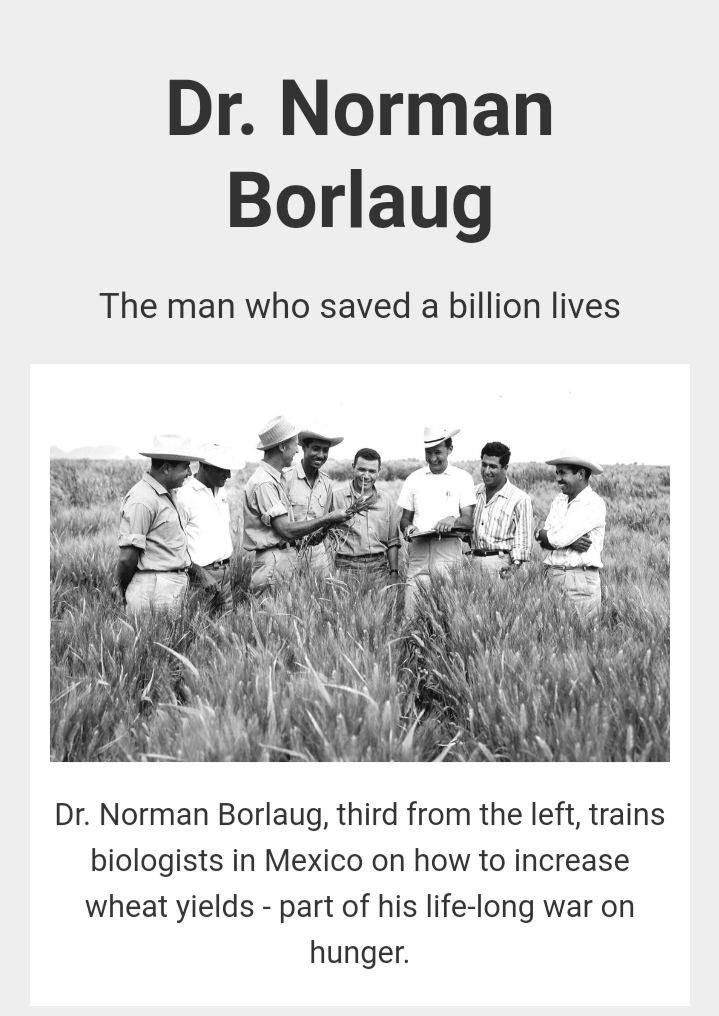 Dr. Norman
Borlaug
The man who saved a billion lives
Dr. Norman Borlaug, third from the left, trains
biologists in Mexico on how to increase
wheat yields - part of his life-long war on
hunger.